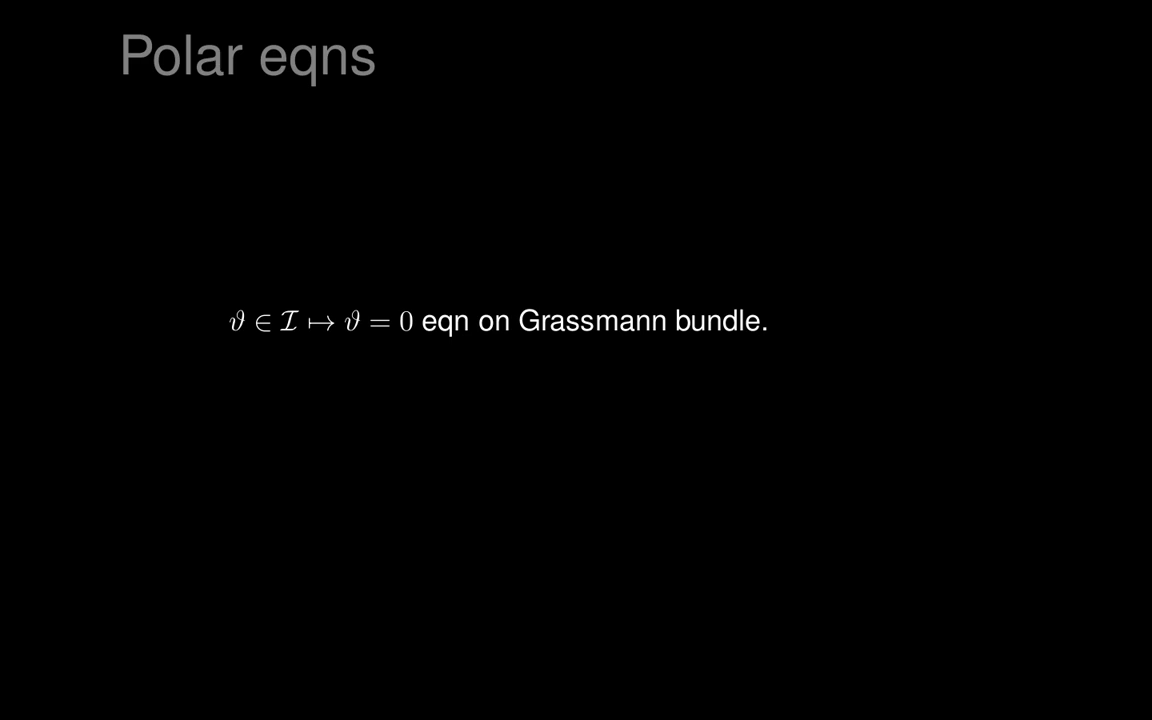 Polar eqns
ϑ ∈ ℐ ↦ ϑ = 0 eqn on Grassmann bundle.